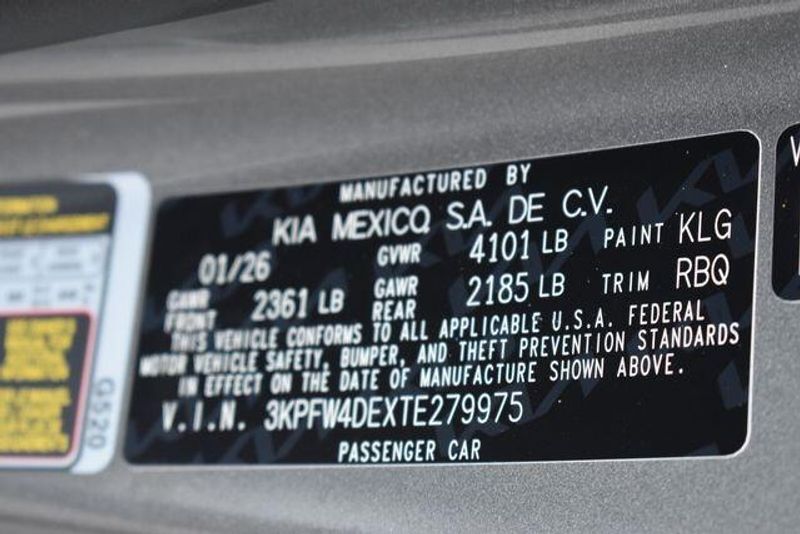 MANUFACTURED BY
KIA MEXICO, S.A. DE C.V.
01/26 GVWR 4101 LB PAINT KLG
GAWR FRONT 2361 LB GAWR REAR 2185 LB TRIM RBQ
THIS VEHICLE CONFORMS TO ALL APPLICABLE U.S.A. FEDERAL
MOTOR VEHICLE SAFETY, BUMPER, AND THEFT PREVENTION STANDARDS
IN EFFECT ON THE DATE OF MANUFACTURE SHOWN ABOVE.
V.I.N. 3KPFW4DEXTE279975
PASSENGER CAR
G520